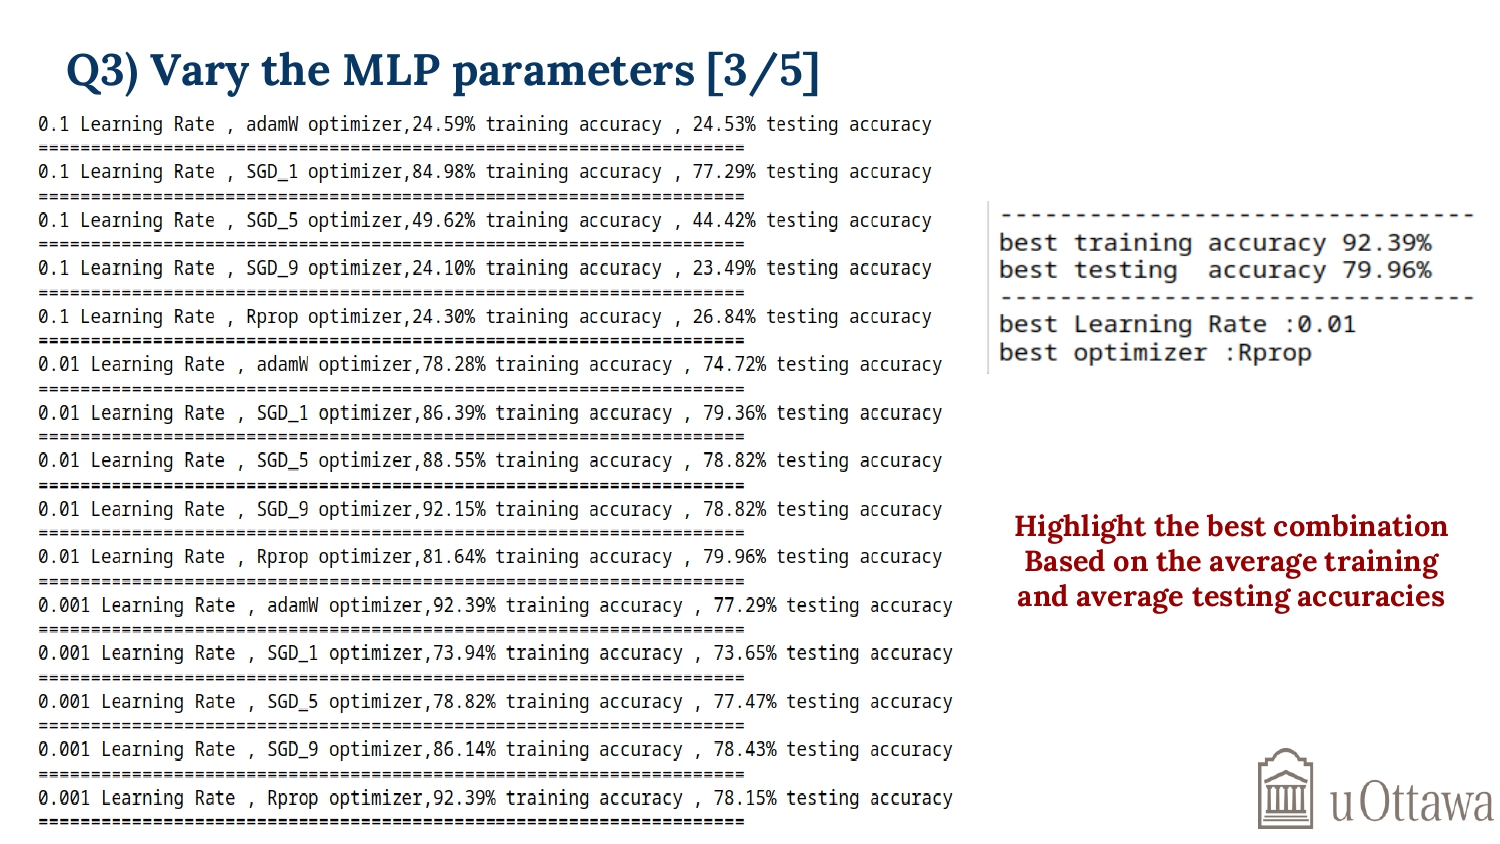 Q3) Vary the MLP parameters [3/5]
0.1 Learning Rate , adamW optimizer,24.59% training accuracy , 24.53% testing accuracy
====================================================================
0.1 Learning Rate , SGD_1 optimizer,84.98% training accuracy , 77.29% testing accuracy
====================================================================
0.1 Learning Rate , SGD_5 optimizer,49.62% training accuracy , 44.42% testing accuracy
====================================================================
0.1 Learning Rate , SGD_9 optimizer,24.10% training accuracy , 23.49% testing accuracy
====================================================================
0.1 Learning Rate , Rprop optimizer,24.30% training accuracy , 26.84% testing accuracy
====================================================================
0.01 Learning Rate , adamW optimizer,78.28% training accuracy , 74.72% testing accuracy
====================================================================
0.01 Learning Rate , SGD_1 optimizer,86.39% training accuracy , 79.36% testing accuracy
====================================================================
0.01 Learning Rate , SGD_5 optimizer,88.55% training accuracy , 78.82% testing accuracy
====================================================================
0.01 Learning Rate , SGD_9 optimizer,92.15% training accuracy , 78.82% testing accuracy
====================================================================
0.01 Learning Rate , Rprop optimizer,81.64% training accuracy , 79.96% testing accuracy
====================================================================
0.001 Learning Rate , adamW optimizer,92.39% training accuracy , 77.29% testing accuracy
====================================================================
0.001 Learning Rate , SGD_1 optimizer,73.94% training accuracy , 73.65% testing accuracy
====================================================================
0.001 Learning Rate , SGD_5 optimizer,78.82% training accuracy , 77.47% testing accuracy
====================================================================
0.001 Learning Rate , SGD_9 optimizer,86.14% training accuracy , 78.43% testing accuracy
====================================================================
0.001 Learning Rate , Rprop optimizer,92.39% training accuracy , 78.15% testing accuracy
====================================================================
--------------------------------
best training accuracy 92.39%
best testing  accuracy 79.96%
--------------------------------
best Learning Rate :0.01
best optimizer :Rprop
Highlight the best combination
Based on the average training
and average testing accuracies
uOttawa